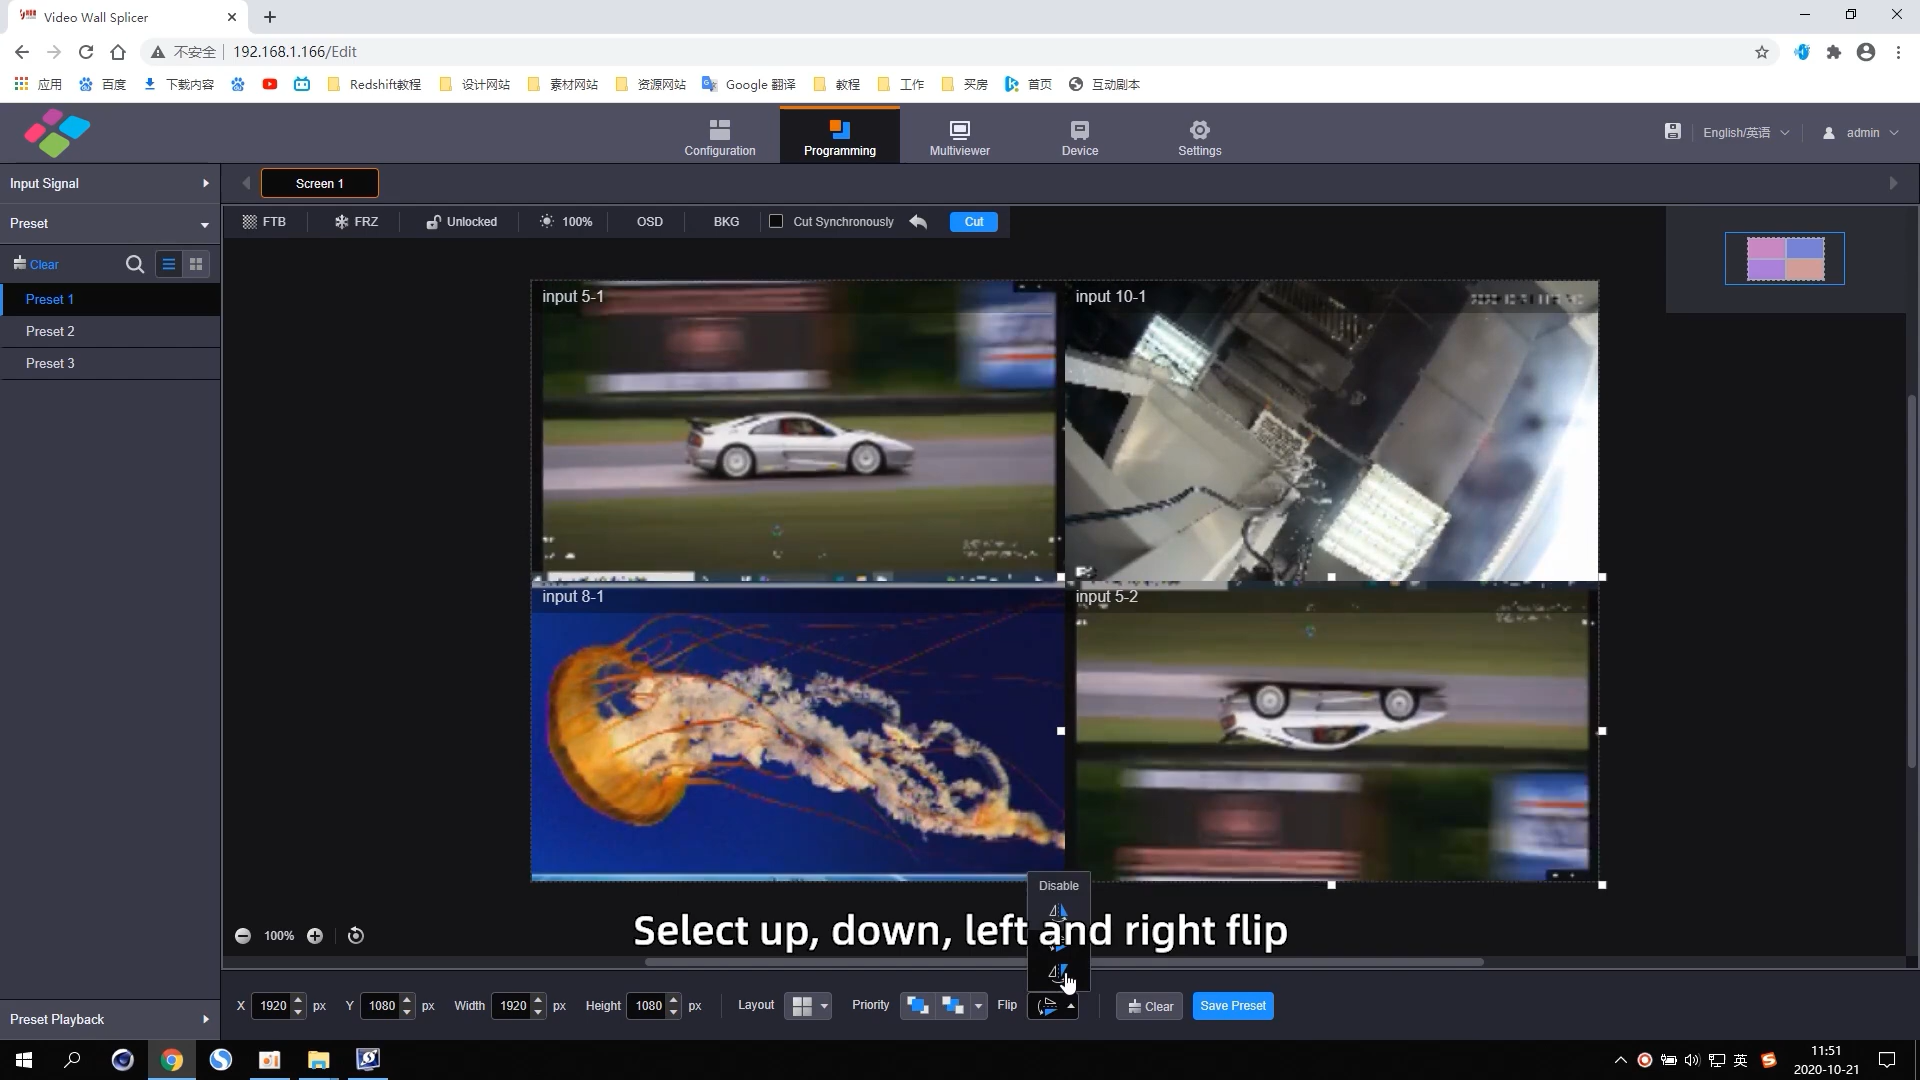 Video Wall Splicer
不安全
192.168.1.166/Edit
应用
百度
下载内容
Redshift教程
设计网站
素材网站
资源网站
Google 翻译
教程
工作
买房
首页
互动剧本
Configuration
Programming
Multiviewer
Device
Settings
English/英语
admin
Input Signal
Screen 1
Preset
FTB
FRZ
Unlocked
100%
OSD
BKG
Cut Synchronously
Cut
Clear
Preset 1
Preset 2
Preset 3
input 5-1
input 10-1
input 8-1
input 5-2
Disable
Select up, down, left and right flip
100%
X 1920 px
Y 1080 px
Width 1920 px
Height 1080 px
Layout
Priority
Flip
Clear
Save Preset
Preset Playback
英
11:51
2020-10-21